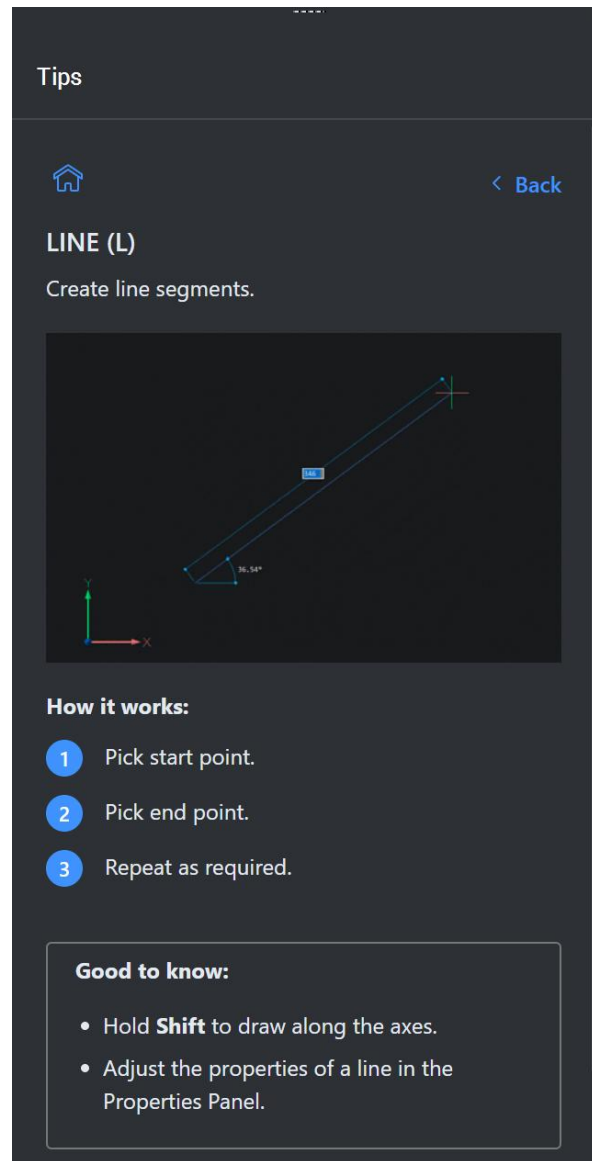 Tips
Back
LINE (L)
Create line segments.
346
36.54°
Y
X
How it works:
1 Pick start point.
2 Pick end point.
3 Repeat as required.
Good to know:
• Hold Shift to draw along the axes.
• Adjust the properties of a line in the
Properties Panel.